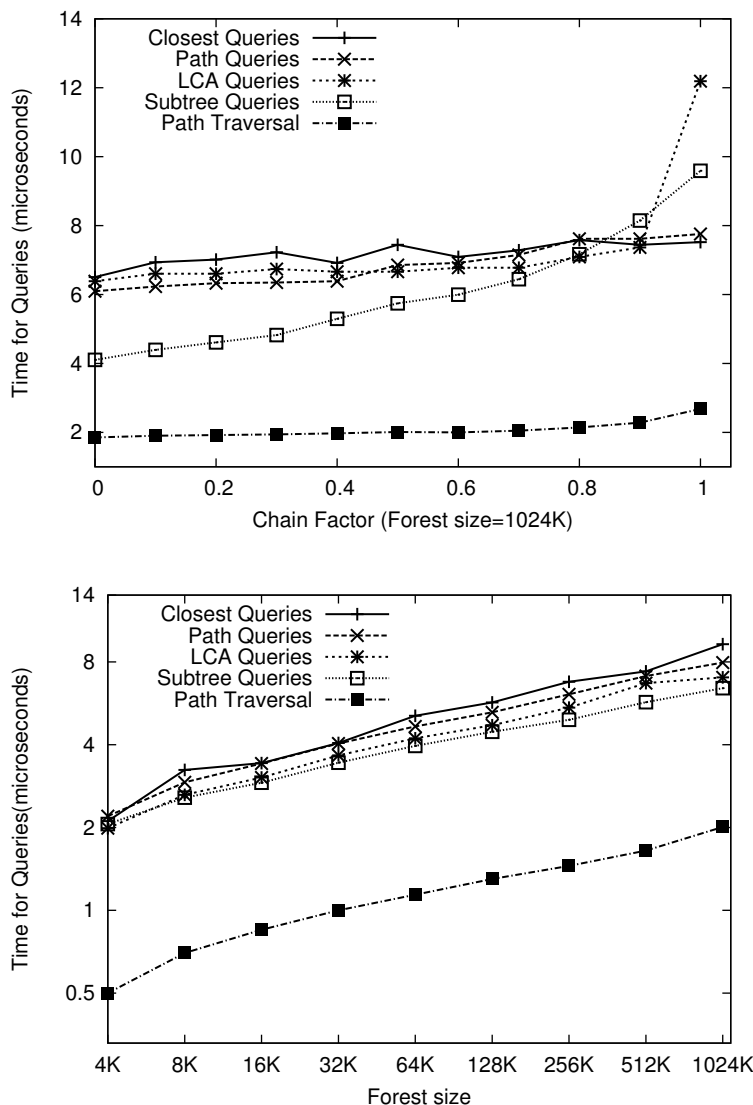 14
12
10
8
6
4
2
Time for Queries (microseconds)
Closest Queries
Path Queries
LCA Queries
Subtree Queries
Path Traversal
0 0.2 0.4 0.6 0.8 1
Chain Factor (Forest size=1024K)
14
8
4
2
1
0.5
Time for Queries(microseconds)
Closest Queries
Path Queries
LCA Queries
Subtree Queries
Path Traversal
4K 8K 16K 32K 64K 128K 256K 512K 1024K
Forest size